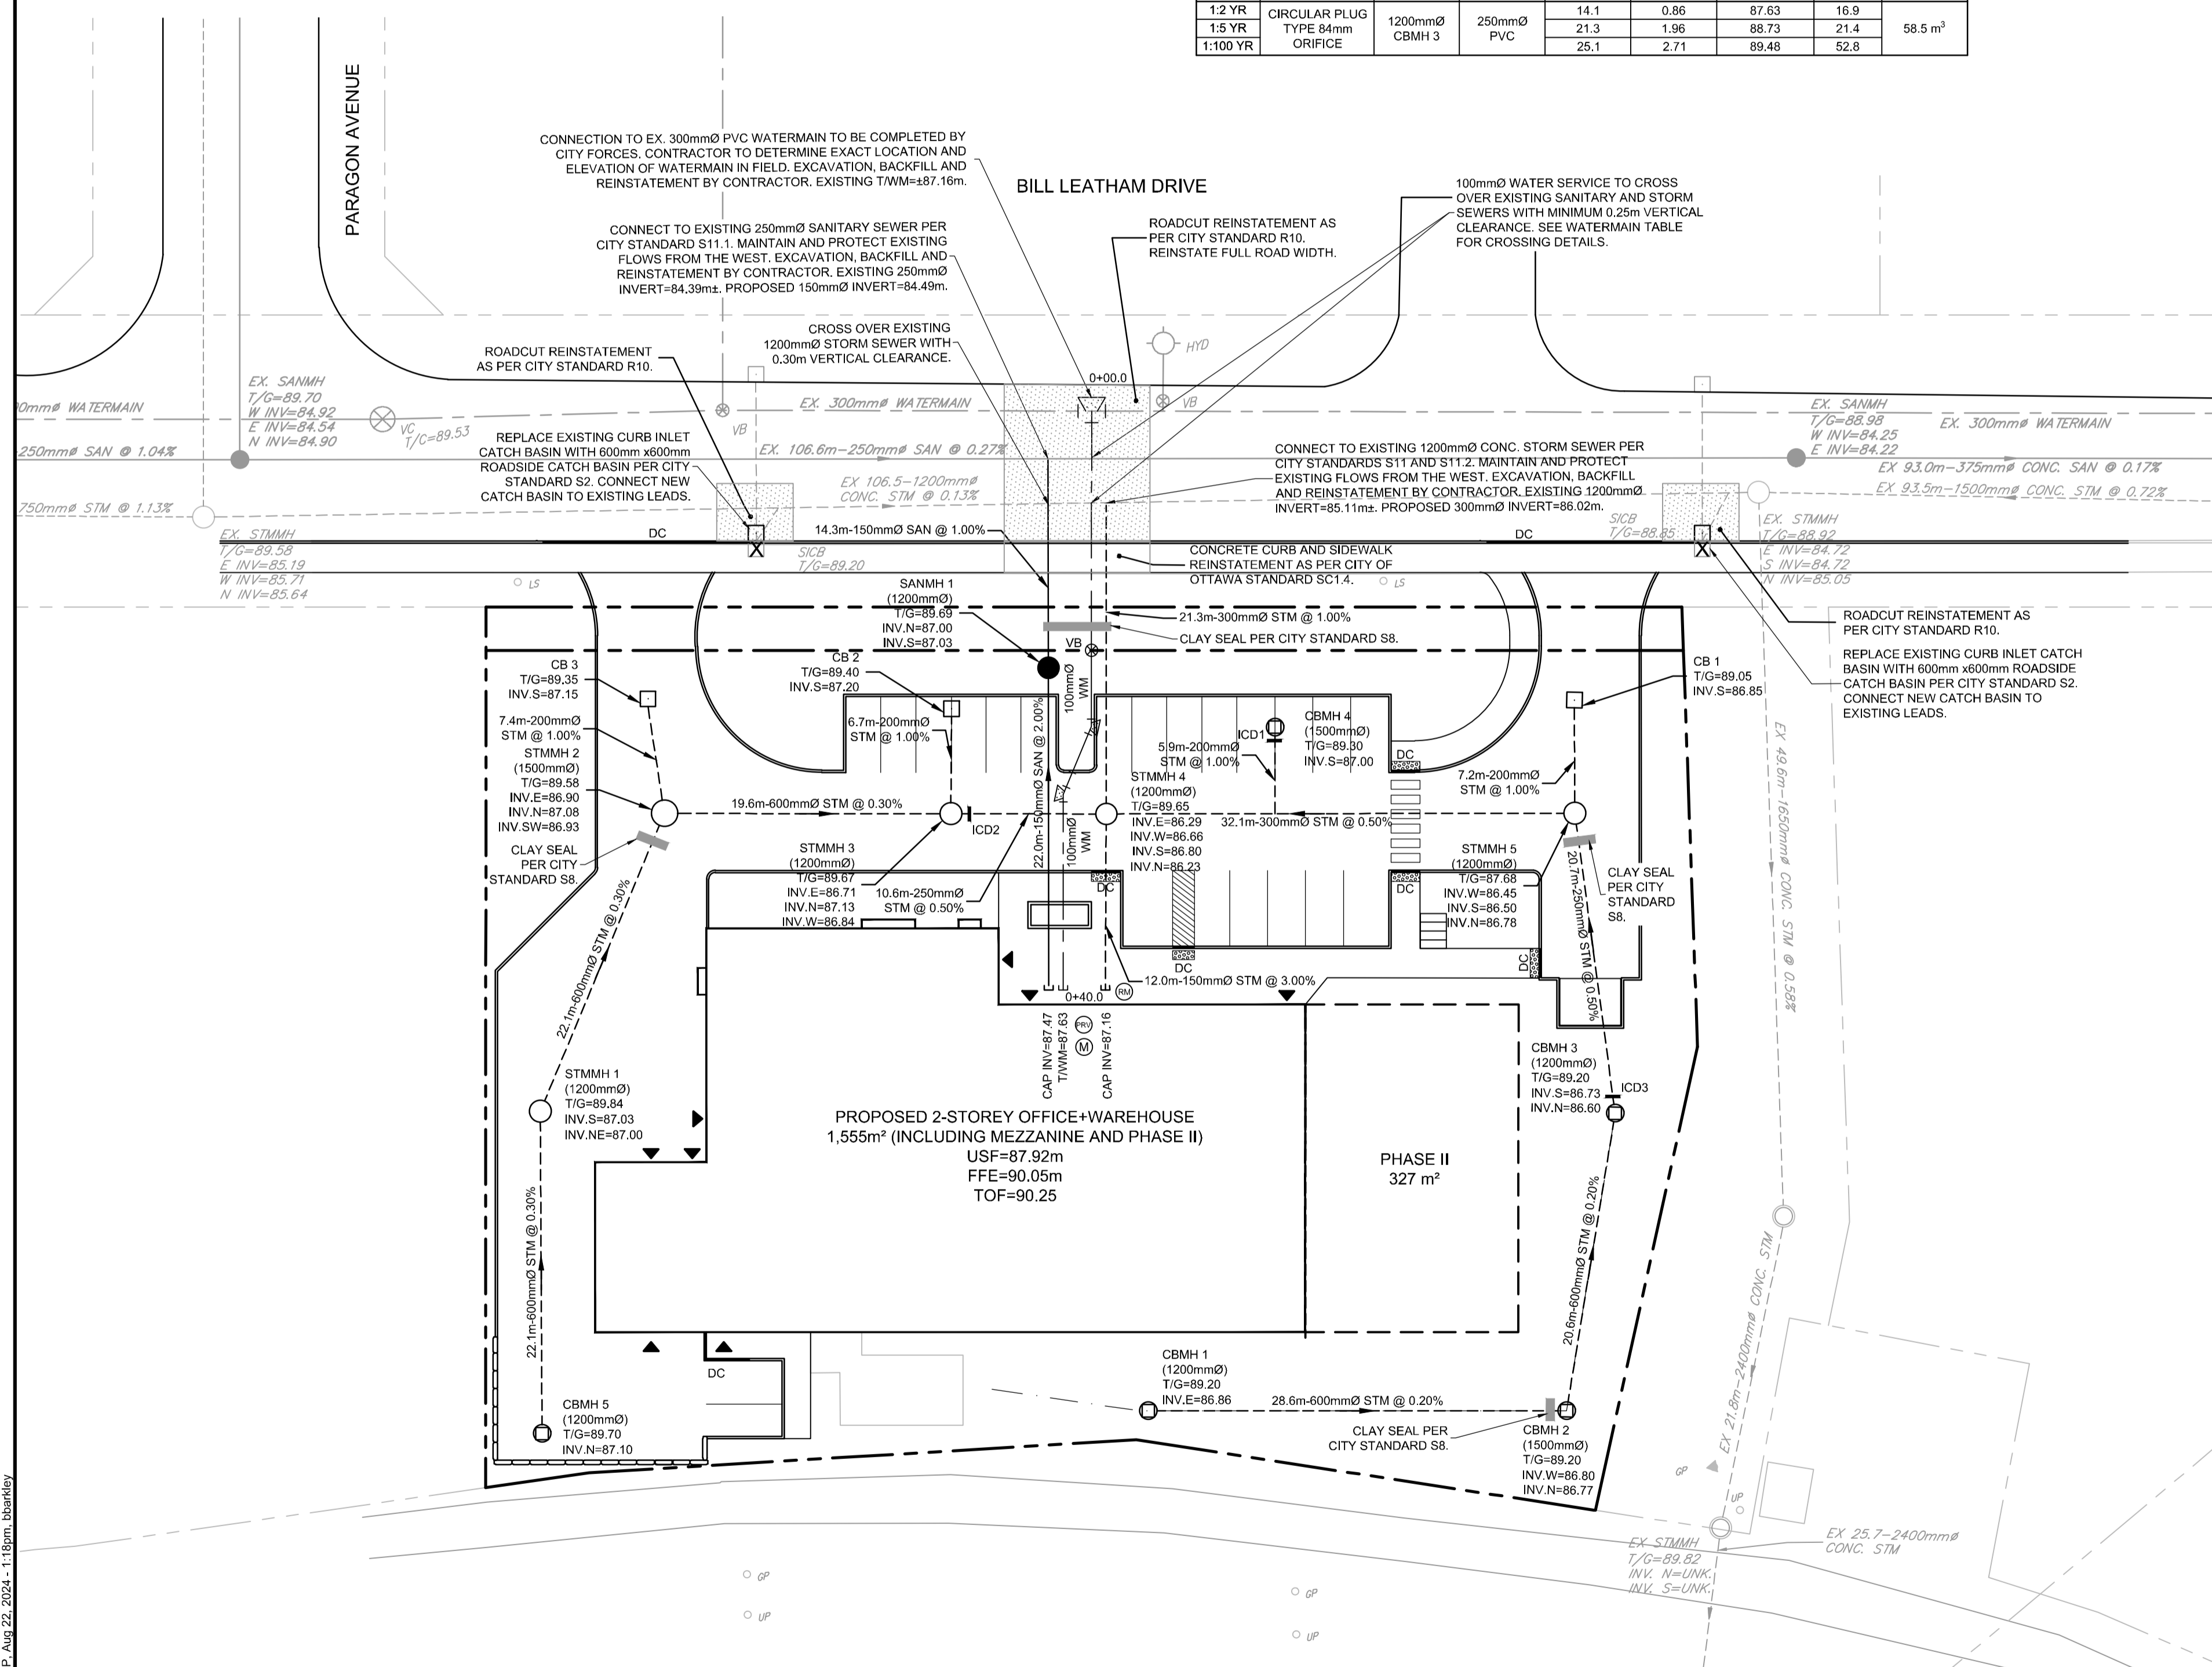 1:2 YR
1:5 YR
1:100 YR
CIRCULAR PLUG
TYPE 84mm
ORIFICE
1200mmØ
CBMH 3
250mmØ
PVC
14.1 0.86 87.63 16.9
21.3 1.96 88.73 21.4
25.1 2.71 89.48 52.8
58.5 m³
PARAGON AVENUE
CONNECTION TO EX. 300mmØ PVC WATERMAIN TO BE COMPLETED BY
CITY FORCES. CONTRACTOR TO DETERMINE EXACT LOCATION AND
ELEVATION OF WATERMAIN IN FIELD. EXCAVATION, BACKFILL AND
REINSTATEMENT BY CONTRACTOR. EXISTING T/WM=±87.16m.
BILL LEATHAM DRIVE
CONNECT TO EXISTING 250mmØ SANITARY SEWER PER
CITY STANDARD S11.1. MAINTAIN AND PROTECT EXISTING
FLOWS FROM THE WEST. EXCAVATION, BACKFILL AND
REINSTATEMENT BY CONTRACTOR. EXISTING 250mmØ
INVERT=84.39m±. PROPOSED 150mmØ INVERT=84.49m.
ROADCUT REINSTATEMENT AS
PER CITY STANDARD R10.
REINSTATE FULL ROAD WIDTH.
100mmØ WATER SERVICE TO CROSS
OVER EXISTING SANITARY AND STORM
SEWERS WITH MINIMUM 0.25m VERTICAL
CLEARANCE. SEE WATERMAIN TABLE
FOR CROSSING DETAILS.
CROSS OVER EXISTING
1200mmØ STORM SEWER WITH
0.30m VERTICAL CLEARANCE.
ROADCUT REINSTATEMENT
AS PER CITY STANDARD R10.
HYD
0+00.0
EX. SANMH
T/G=89.70
W INV=84.92
E INV=84.54
N INV=84.90
0mmø WATERMAIN
VC
T/C=89.53
VB
EX. 300mmø WATERMAIN
VB
EX. SANMH
T/G=88.98
W INV=84.25
E INV=84.22
EX. 300mmø WATERMAIN
250mmø SAN @ 1.04%
REPLACE EXISTING CURB INLET
CATCH BASIN WITH 600mm x600mm
ROADSIDE CATCH BASIN PER CITY
STANDARD S2. CONNECT NEW
CATCH BASIN TO EXISTING LEADS.
EX. 106.6m-250mmø SAN @ 0.27%
EX 106.5-1200mmø
CONC. STM @ 0.13%
CONNECT TO EXISTING 1200mmØ CONC. STORM SEWER PER
CITY STANDARDS S11 AND S11.2. MAINTAIN AND PROTECT
EXISTING FLOWS FROM THE WEST. EXCAVATION, BACKFILL
AND REINSTATEMENT BY CONTRACTOR. EXISTING 1200mmØ
INVERT=85.11m±. PROPOSED 300mmØ INVERT=86.02m.
EX 93.0m-375mmø CONC. SAN @ 0.17%
EX 93.5m-1500mmø CONC. STM @ 0.72%
750mmø STM @ 1.13%
EX. STMMH
T/G=89.58
E INV=85.19
W INV=85.71
N INV=85.64
DC
SICB
T/G=89.20
14.3m-150mmØ SAN @ 1.00%
DC
SICB
T/G=88.85
EX. STMMH
T/G=88.92
E INV=84.72
S INV=84.72
N INV=85.05
LS
CONCRETE CURB AND SIDEWALK
REINSTATEMENT AS PER CITY OF
OTTAWA STANDARD SC1.4.
LS
SANMH 1
(1200mmØ)
T/G=89.69
INV.N=87.00
INV.S=87.03
21.3m-300mmØ STM @ 1.00%
CLAY SEAL PER CITY STANDARD S8.
VB
ROADCUT REINSTATEMENT AS
PER CITY STANDARD R10.
REPLACE EXISTING CURB INLET CATCH
BASIN WITH 600mm x600mm ROADSIDE
CATCH BASIN PER CITY STANDARD S2.
CONNECT NEW CATCH BASIN TO
EXISTING LEADS.
CB 3
T/G=89.35
INV.S=87.15
CB 2
T/G=89.40
INV.S=87.20
CB 1
T/G=89.05
INV.S=86.85
7.4m-200mmØ
STM @ 1.00%
STMMH 2
(1500mmØ)
T/G=89.58
INV.E=86.90
INV.N=87.08
INV.SW=86.93
6.7m-200mmØ
STM @ 1.00%
100mmØ
WM
22.0m-150mmØ SAN @ 2.00%
ICD1
CBMH 4
(1500mmØ)
T/G=89.30
INV.S=87.00
5.9m-200mmØ
STM @ 1.00%
STMMH 4
(1200mmØ)
T/G=89.65
INV.E=86.29
INV.W=86.66
INV.S=86.80
INV.N=86.23
DC
7.2m-200mmØ
STM @ 1.00%
19.6m-600mmØ STM @ 0.30%
ICD2
32.1m-300mmØ STM @ 0.50%
CLAY SEAL
PER CITY
STANDARD S8.
STMMH 3
(1200mmØ)
T/G=89.67
INV.E=86.71
INV.N=87.13
INV.W=86.84
10.6m-250mmØ
STM @ 0.50%
100mmØ
WM
DC
DC
STMMH 5
(1200mmØ)
T/G=87.68
INV.W=86.45
INV.S=86.50
INV.N=86.78
CLAY SEAL
PER CITY
STANDARD
S8.
EX 49.6m-1650mmø CONC. STM @ 0.58%
22.1m-600mmØ STM @ 0.30%
20.7m-250mmØ STM @ 0.50%
DC
DC
12.0m-150mmØ STM @ 3.00%
0+40.0
RM
CAP INV=87.47
T/WM=87.63
PRV
M
CAP INV=87.16
CBMH 3
(1200mmØ)
T/G=89.20
INV.S=86.73
INV.N=86.60
ICD3
STMMH 1
(1200mmØ)
T/G=89.84
INV.S=87.03
INV.NE=87.00
PROPOSED 2-STOREY OFFICE+WAREHOUSE
1,555m² (INCLUDING MEZZANINE AND PHASE II)
USF=87.92m
FFE=90.05m
TOF=90.25
PHASE II
327 m²
22.1m-600mmØ STM @ 0.30%
20.6m-600mmØ STM @ 0.20%
EX 21.8m-2400mmø CONC. STM
DC
CBMH 1
(1200mmØ)
T/G=89.20
INV.E=86.86
28.6m-600mmØ STM @ 0.20%
CLAY SEAL PER
CITY STANDARD S8.
CBMH 5
(1200mmØ)
T/G=89.70
INV.N=87.10
CBMH 2
(1500mmØ)
T/G=89.20
INV.W=86.80
INV.N=86.77
GP
UP
EX STMMH
T/G=89.82
INV. N=UNK.
INV. S=UNK.
EX 25.7-2400mmø
CONC. STM
GP
UP
GP
UP
P, Aug 22, 2024 - 1:18pm, bbarkley